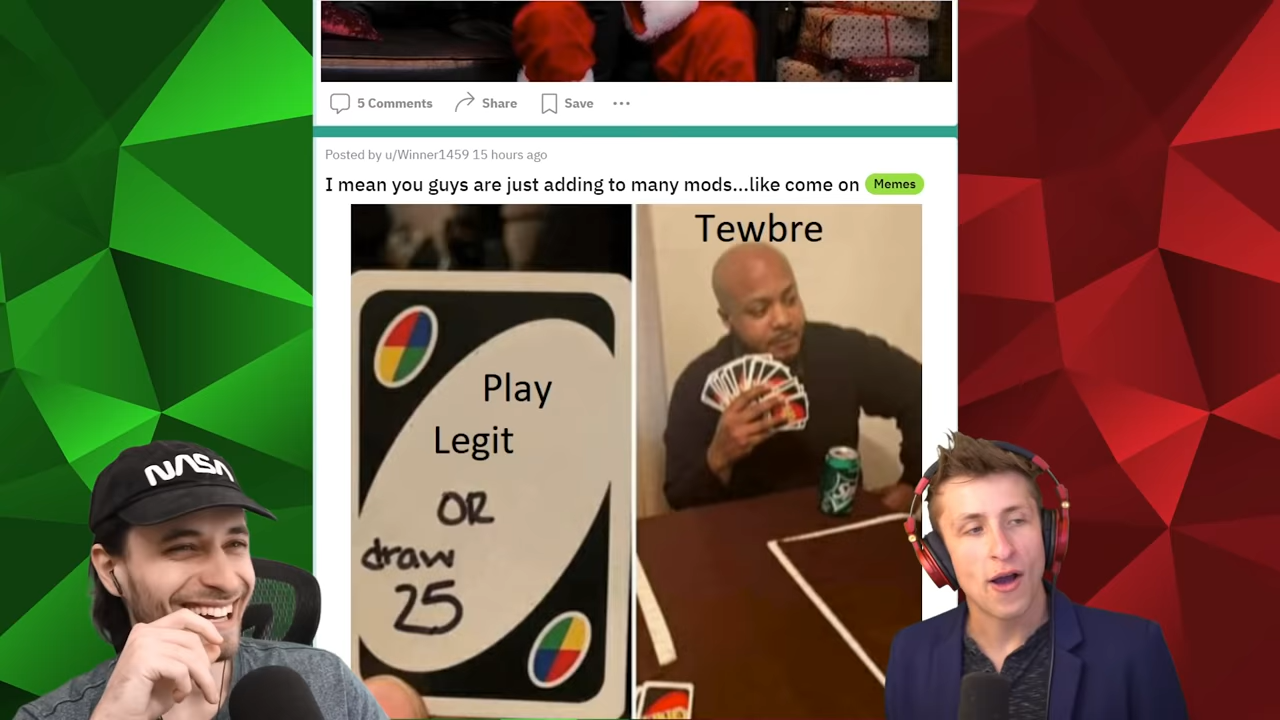 5 Comments Share Save
Posted by u/Winner1459 15 hours ago
I mean you guys are just adding to many mods...like come on Memes
Tewbre
Play
Legit
OR
draw
25
NASA